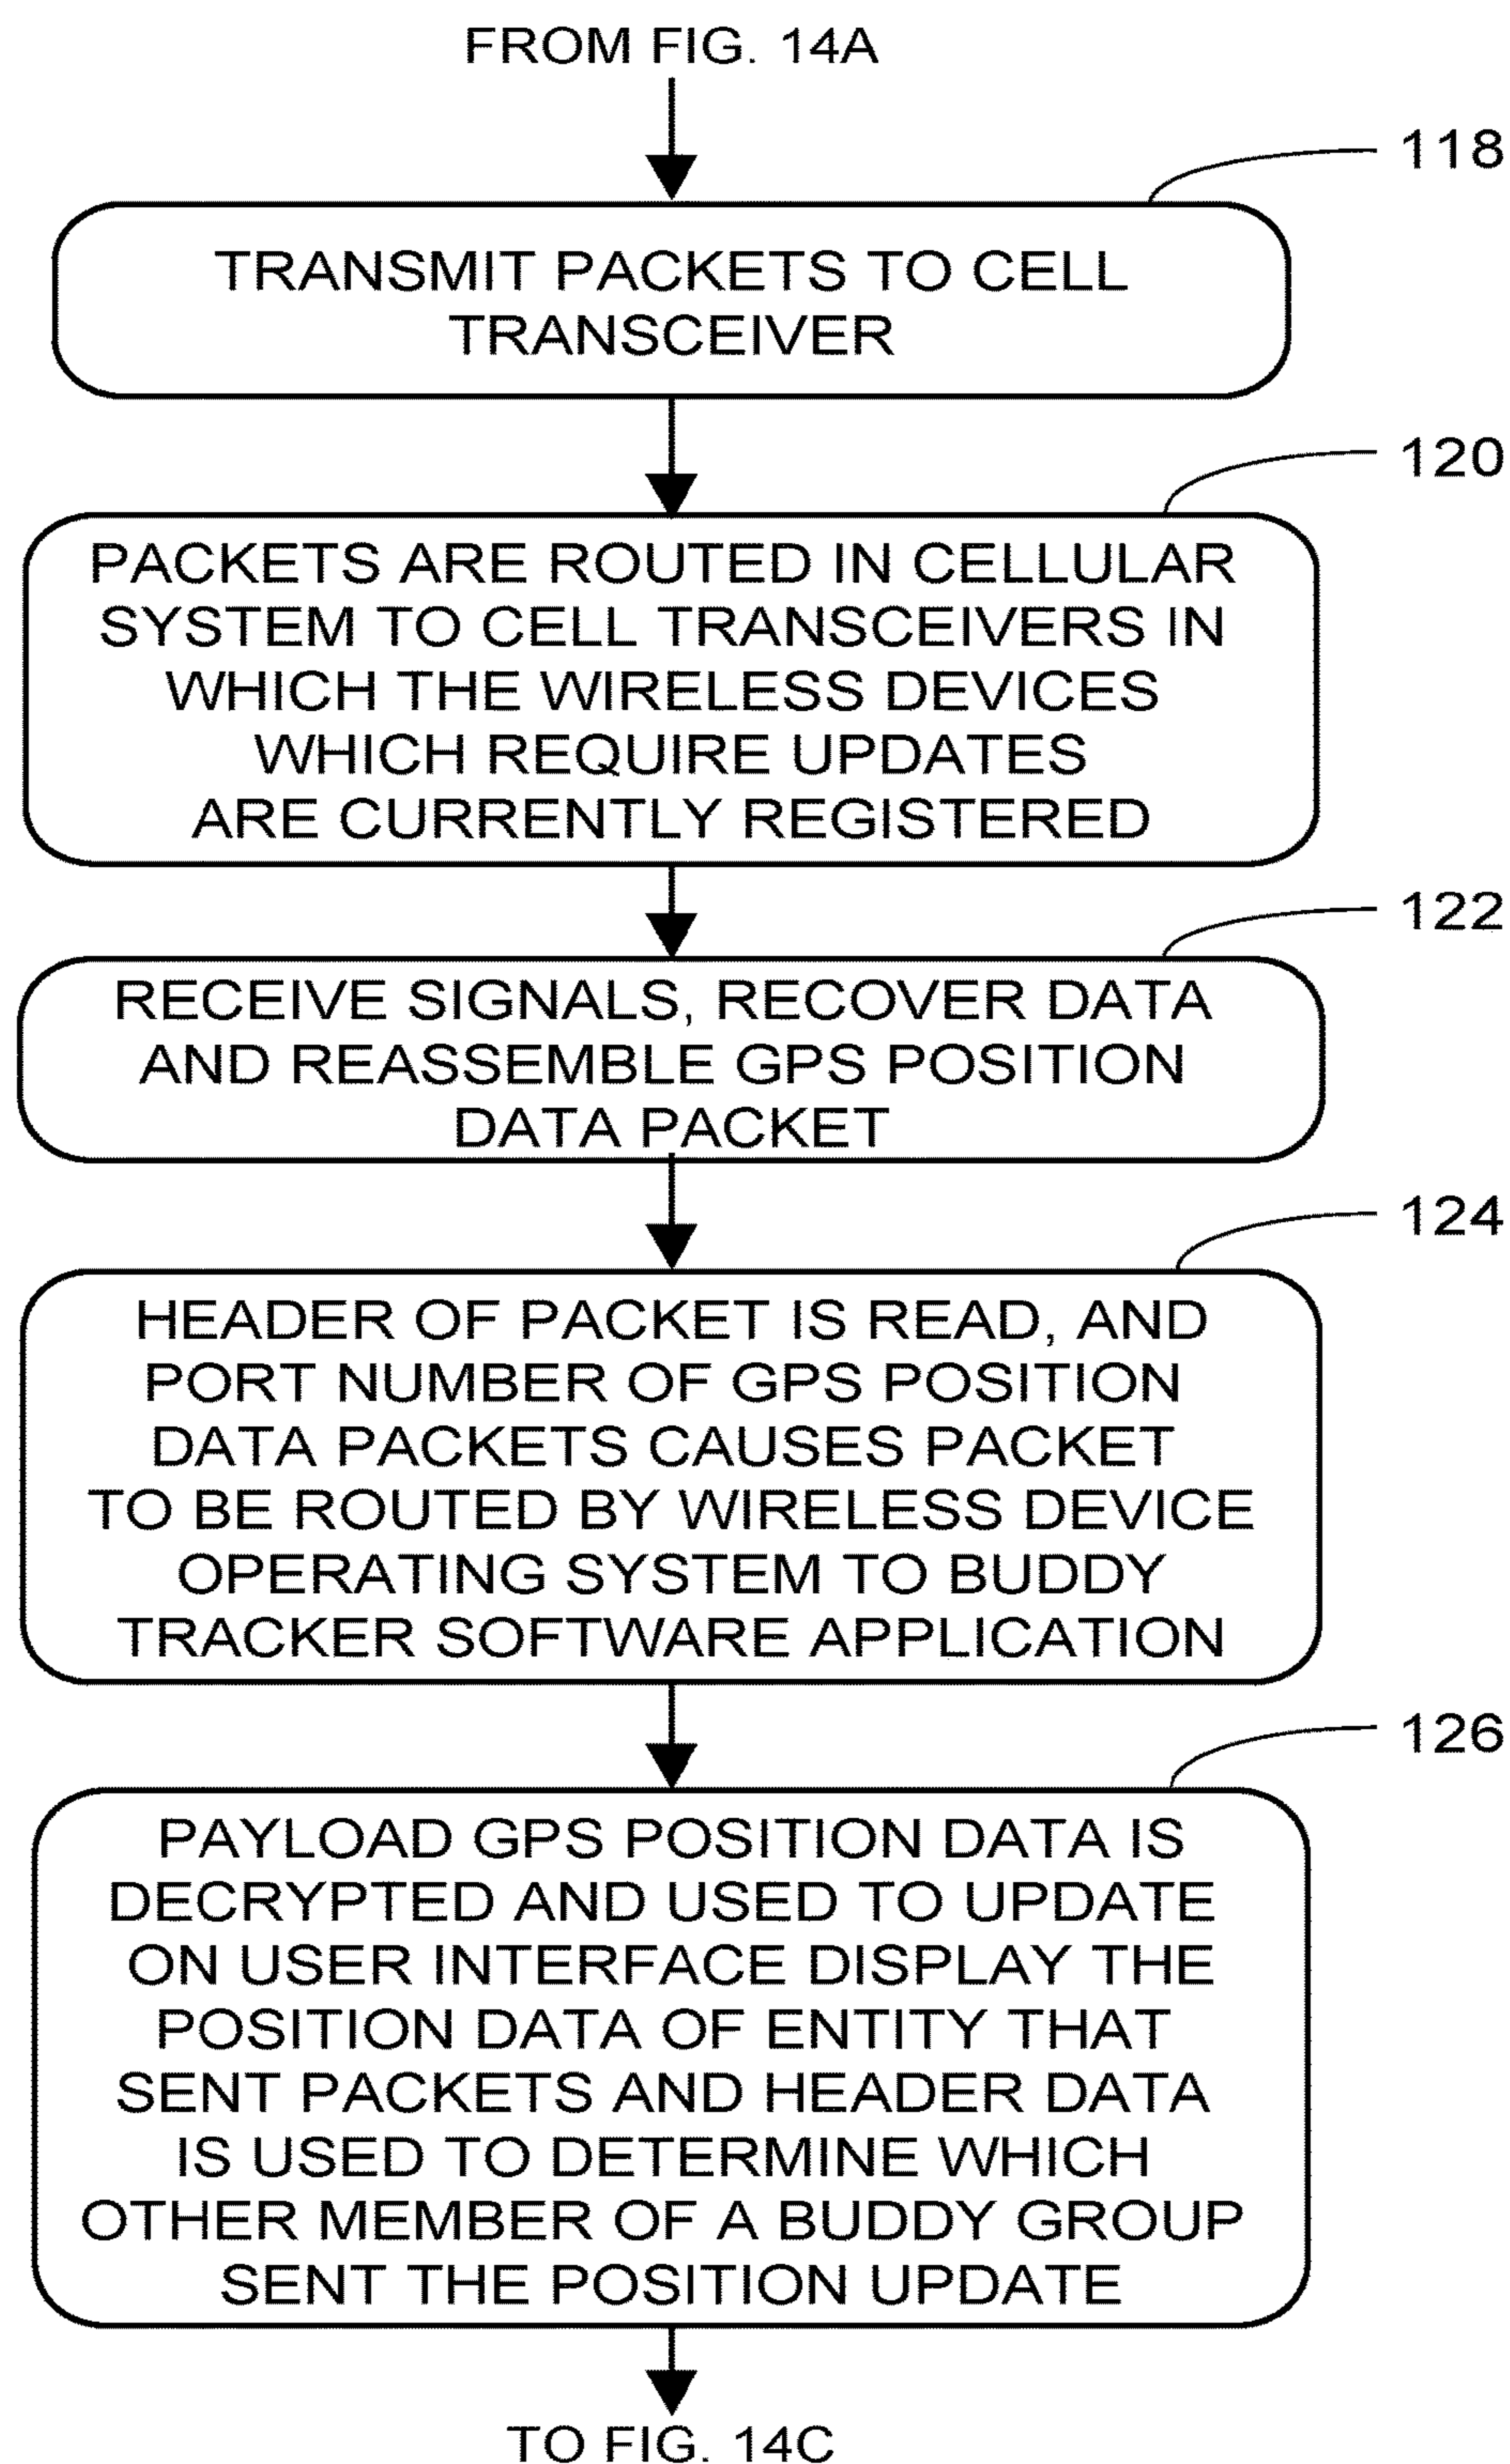 FROM FIG. 14A
118
TRANSMIT PACKETS TO CELL
TRANSCEIVER
120
PACKETS ARE ROUTED IN CELLULAR
SYSTEM TO CELL TRANSCEIVERS IN
WHICH THE WIRELESS DEVICES
WHICH REQUIRE UPDATES
ARE CURRENTLY REGISTERED
122
RECEIVE SIGNALS, RECOVER DATA
AND REASSEMBLE GPS POSITION
DATA PACKET
124
HEADER OF PACKET IS READ, AND
PORT NUMBER OF GPS POSITION
DATA PACKETS CAUSES PACKET
TO BE ROUTED BY WIRELESS DEVICE
OPERATING SYSTEM TO BUDDY
TRACKER SOFTWARE APPLICATION
126
PAYLOAD GPS POSITION DATA IS
DECRYPTED AND USED TO UPDATE
ON USER INTERFACE DISPLAY THE
POSITION DATA OF ENTITY THAT
SENT PACKETS AND HEADER DATA
IS USED TO DETERMINE WHICH
OTHER MEMBER OF A BUDDY GROUP
SENT THE POSITION UPDATE
TO FIG. 14C